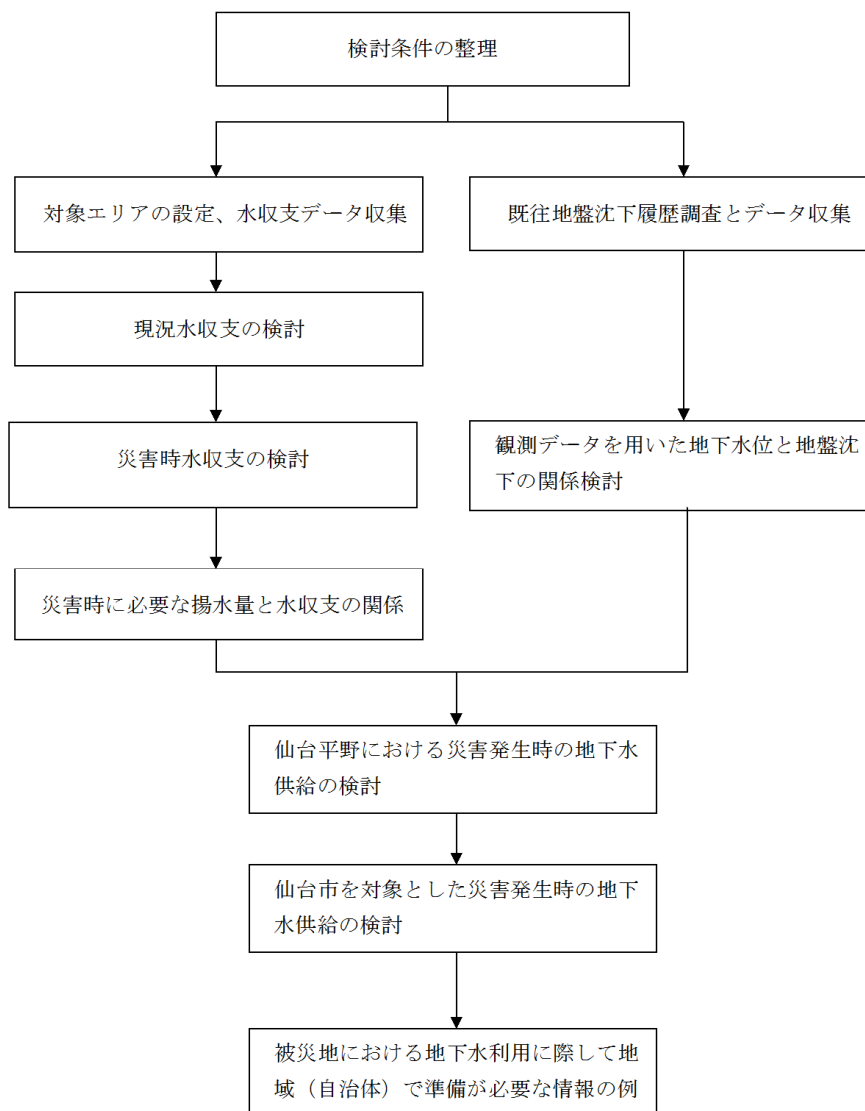 検討条件の整理
対象エリアの設定、水収支データ収集
既往地盤沈下履歴調査とデータ収集
現況水収支の検討
災害時水収支の検討
観測データを用いた地下水位と地盤沈
下の関係検討
災害時に必要な揚水量と水収支の関係
仙台平野における災害発生時の地下水
供給の検討
仙台市を対象とした災害発生時の地下
水供給の検討
被災地における地下水利用に際して地
域（自治体）で準備が必要な情報の例